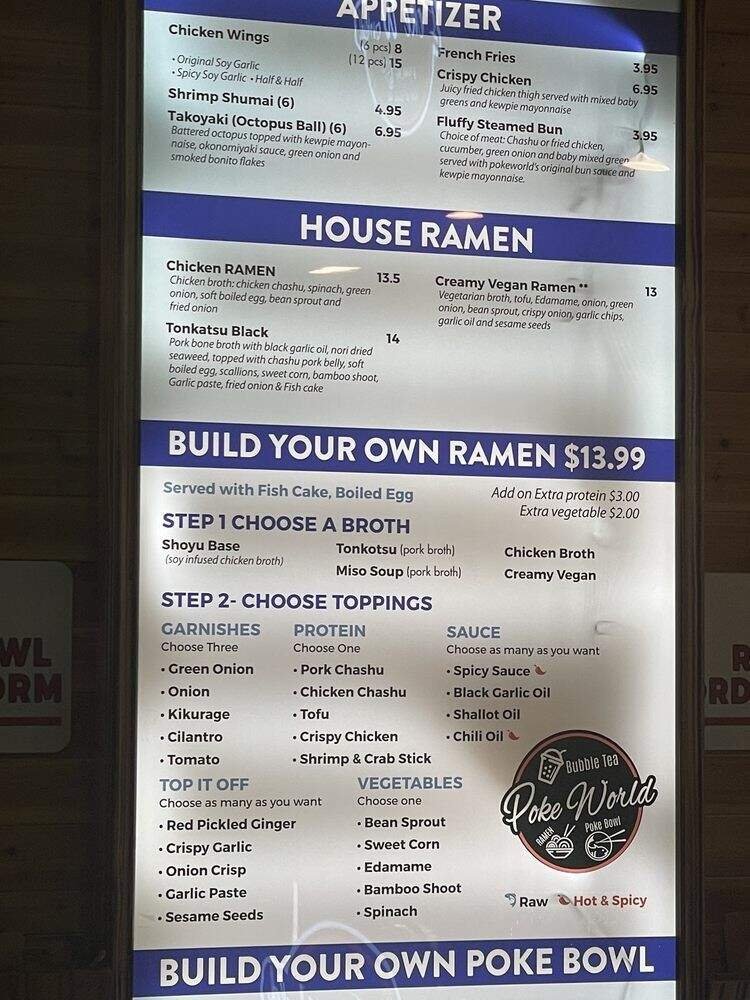 APPETIZER
Chicken Wings
(6 pcs) 8
(12 pcs) 15
• Original Soy Garlic
• Spicy Soy Garlic • Half & Half
Shrimp Shumai (6) 4.95
Takoyaki (Octopus Ball) (6) 6.95
Battered octopus topped with kewpie mayon-
naise, okonomiyaki sauce, green onion and
smoked bonito flakes
French Fries 3.95
Crispy Chicken 6.95
Juicy fried chicken thigh served with mixed baby
greens and kewpie mayonnaise
Fluffy Steamed Bun 3.95
Choice of meat: Chashu or fried chicken,
cucumber, green onion and baby mixed green
served with pokeworld's original bun sauce and
kewpie mayonnaise.
HOUSE RAMEN
Chicken RAMEN 13.5
Chicken broth: chicken chashu, spinach, green
onion, soft boiled egg, bean sprout and
fried onion
Tonkatsu Black 14
Pork bone broth with black garlic oil, nori dried
seaweed, topped with chashu pork belly, soft
boiled egg, scallions, sweet corn, bamboo shoot,
Garlic paste, fried onion & Fish cake
Creamy Vegan Ramen ** 13
Vegetarian broth, tofu, Edamame, onion, green
onion, bean sprout, crispy onion, garlic chips,
garlic oil and sesame seeds
BUILD YOUR OWN RAMEN $13.99
Served with Fish Cake, Boiled Egg
Add on Extra protein $3.00
Extra vegetable $2.00
STEP 1 CHOOSE A BROTH
Shoyu Base
(soy infused chicken broth)
Tonkotsu (pork broth)
Miso Soup (pork broth)
Chicken Broth
Creamy Vegan
STEP 2- CHOOSE TOPPINGS
GARNISHES
Choose Three
• Green Onion
• Onion
• Kikurage
• Cilantro
• Tomato
PROTEIN
Choose One
• Pork Chashu
• Chicken Chashu
• Tofu
• Crispy Chicken
• Shrimp & Crab Stick
SAUCE
Choose as many as you want
• Spicy Sauce
• Black Garlic Oil
• Shallot Oil
• Chili Oil
TOP IT OFF
Choose as many as you want
• Red Pickled Ginger
• Crispy Garlic
• Onion Crisp
• Garlic Paste
• Sesame Seeds
VEGETABLES
Choose one
• Bean Sprout
• Sweet Corn
• Edamame
• Bamboo Shoot
• Spinach
Bubble Tea
Poke World
RAMEN
Poke Bowl
Raw Hot & Spicy
BUILD YOUR OWN POKE BOWL
WL
ORM
R
ORD